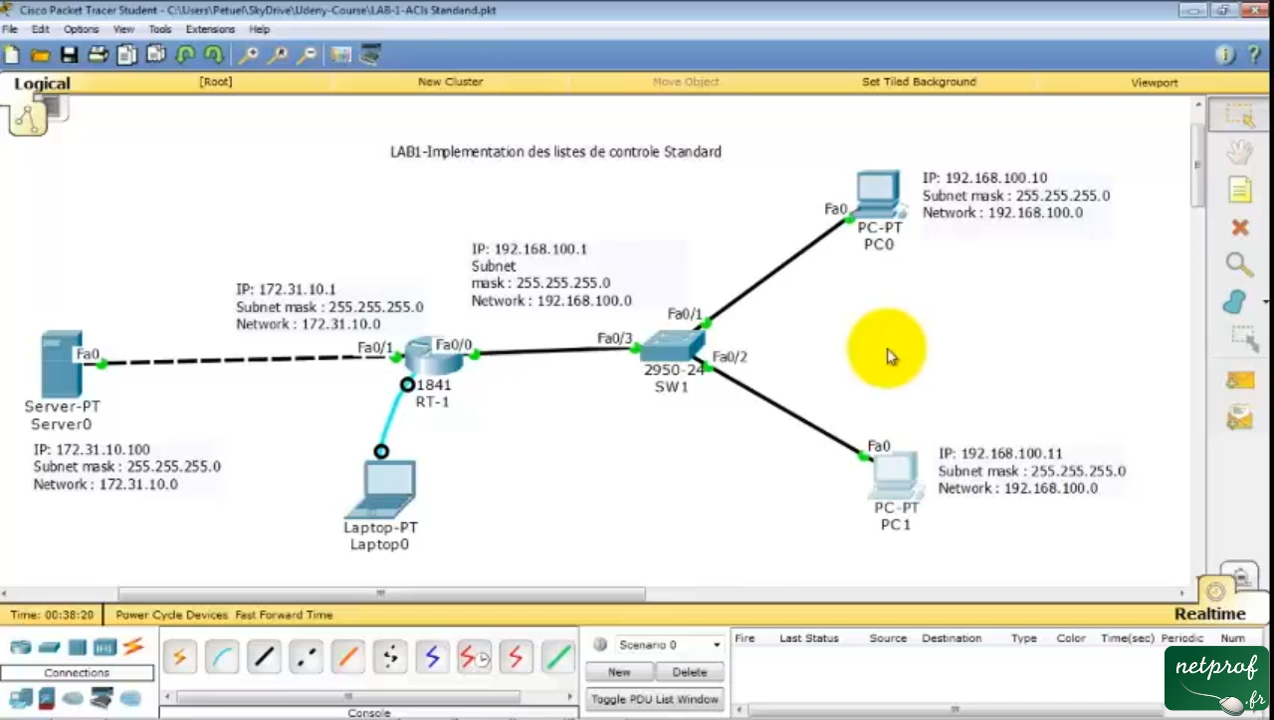 Cisco Packet Tracer Student - C:\Users\Petuel\SkyDrive\Udeny-Course\LAB-1-ACls Standard.pkt
File Edit Options View Tools Extensions Help
Logical [Root] New Cluster Move Object Set Tiled Background Viewport
LAB1-Implementation des listes de controle Standard
IP: 192.168.100.10
Subnet mask : 255.255.255.0
Network : 192.168.100.0
Fa0
PC-PT
PC0
IP: 192.168.100.1
Subnet
mask : 255.255.255.0
Network : 192.168.100.0
IP: 172.31.10.1
Subnet mask : 255.255.255.0
Network : 172.31.10.0
Fa0/1
Fa0/3
Fa0/2
2950-24
SW1
Fa0/1
Fa0/0
1841
RT-1
Fa0
Server-PT
Server0
IP: 172.31.10.100
Subnet mask : 255.255.255.0
Network : 172.31.10.0
Laptop-PT
Laptop0
Fa0
IP: 192.168.100.11
Subnet mask : 255.255.255.0
Network : 192.168.100.0
PC-PT
PC1
Time: 00:38:20 Power Cycle Devices Fast Forward Time
Realtime
Connections
Console
Scenario 0
New Delete
Toggle PDU List Window
Fire Last Status Source Destination Type Color Time(sec) Periodic Num
netprof
.fr